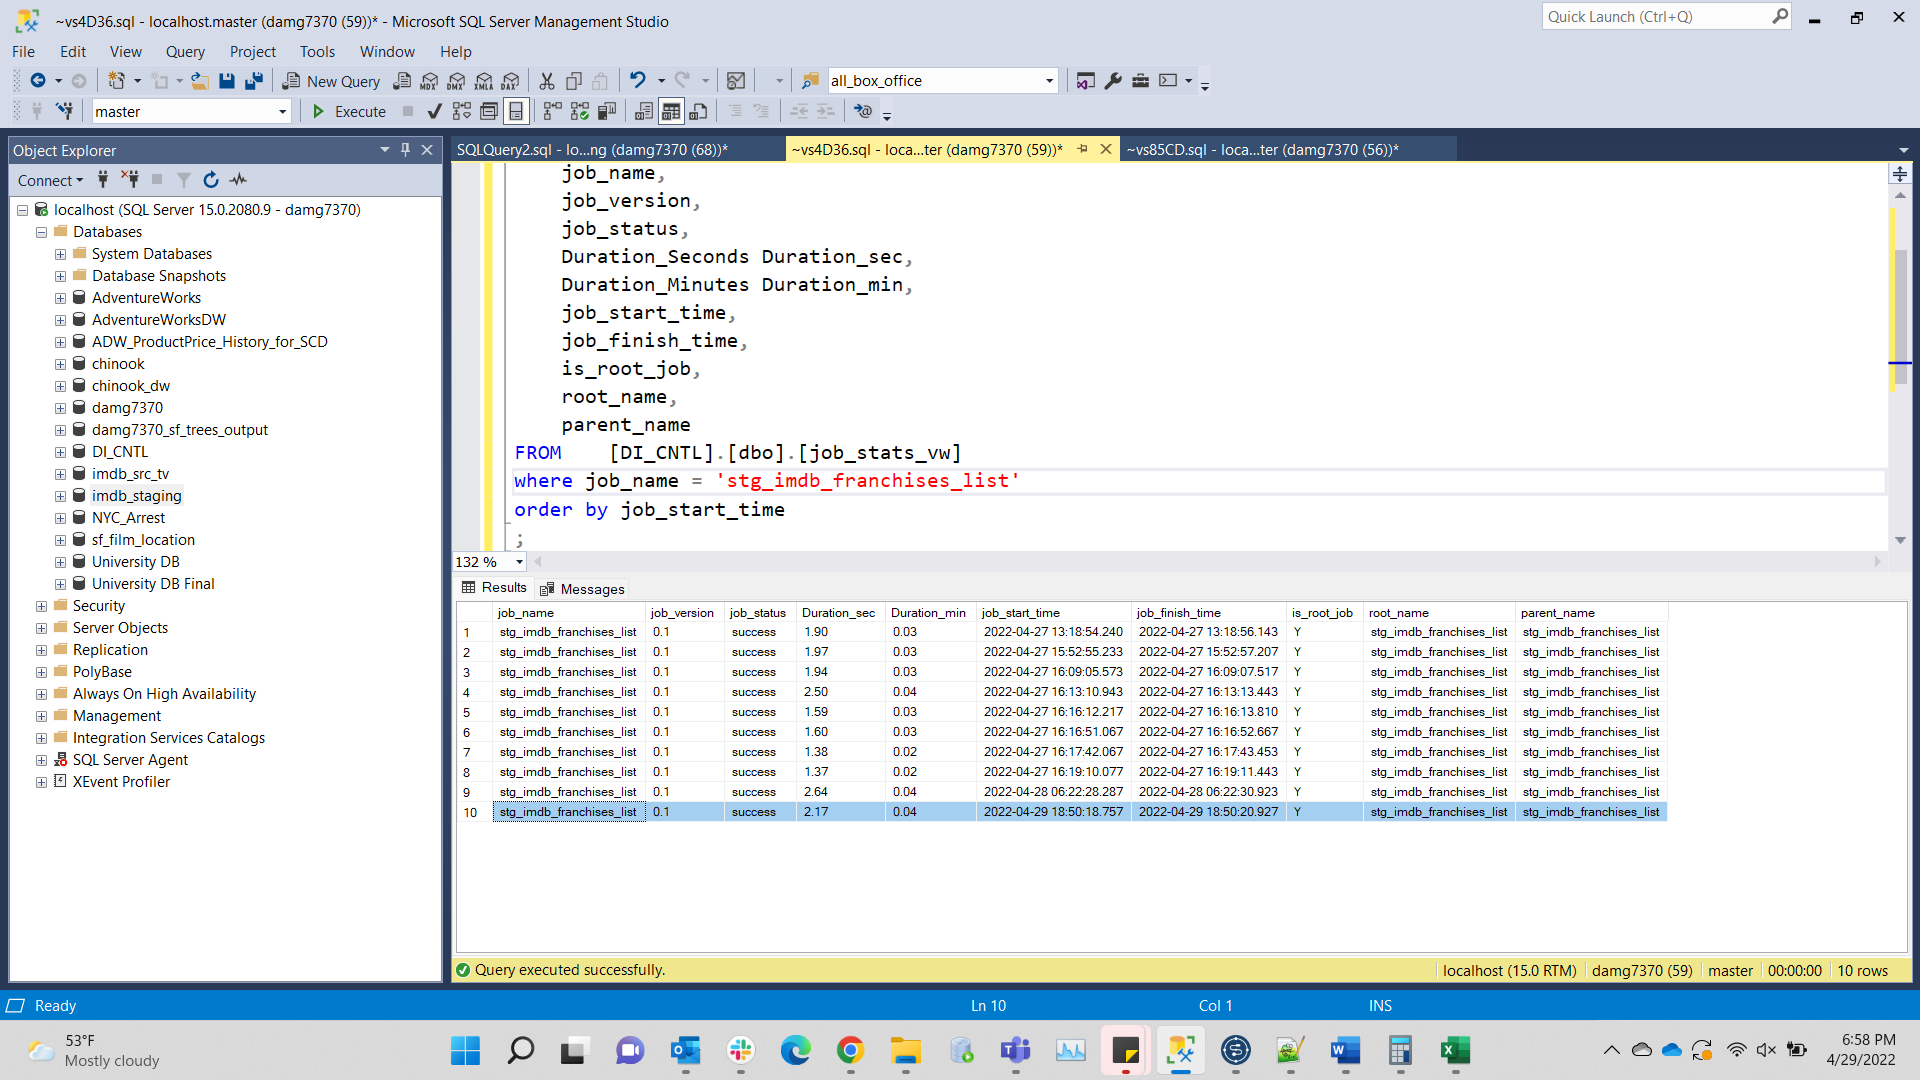 ~vs4D36.sql - localhost.master (damg7370 (59))* - Microsoft SQL Server Management Studio
Quick Launch (Ctrl+Q)
File Edit View Query Project Tools Window Help
New Query MDX DMX XMLA DAX all_box_office
master Execute
Object Explorer
Connect
localhost (SQL Server 15.0.2080.9 - damg7370)
Databases
System Databases
Database Snapshots
AdventureWorks
AdventureWorksDW
ADW_ProductPrice_History_for_SCD
chinook
chinook_dw
damg7370
damg7370_sf_trees_output
DI_CNTL
imdb_src_tv
imdb_staging
NYC_Arrest
sf_film_location
University DB
University DB Final
Security
Server Objects
Replication
PolyBase
Always On High Availability
Management
Integration Services Catalogs
SQL Server Agent
XEvent Profiler
SQLQuery2.sql - lo...ng (damg7370 (68))* ~vs4D36.sql - loca...ter (damg7370 (59))* ~vs85CD.sql - loca...ter (damg7370 (56))*
job_name,
job_version,
job_status,
Duration_Seconds Duration_sec,
Duration_Minutes Duration_min,
job_start_time,
job_finish_time,
is_root_job,
root_name,
parent_name
FROM [DI_CNTL].[dbo].[job_stats_vw]
where job_name = 'stg_imdb_franchises_list'
order by job_start_time
;
132 %
Results Messages
job_name job_version job_status Duration_sec Duration_min job_start_time job_finish_time is_root_job root_name parent_name
1 stg_imdb_franchises_list 0.1 success 1.90 0.03 2022-04-27 13:18:54.240 2022-04-27 13:18:56.143 Y stg_imdb_franchises_list stg_imdb_franchises_list
2 stg_imdb_franchises_list 0.1 success 1.97 0.03 2022-04-27 15:52:55.233 2022-04-27 15:52:57.207 Y stg_imdb_franchises_list stg_imdb_franchises_list
3 stg_imdb_franchises_list 0.1 success 1.94 0.03 2022-04-27 16:09:05.573 2022-04-27 16:09:07.517 Y stg_imdb_franchises_list stg_imdb_franchises_list
4 stg_imdb_franchises_list 0.1 success 2.50 0.04 2022-04-27 16:13:10.943 2022-04-27 16:13:13.443 Y stg_imdb_franchises_list stg_imdb_franchises_list
5 stg_imdb_franchises_list 0.1 success 1.59 0.03 2022-04-27 16:16:12.217 2022-04-27 16:16:13.810 Y stg_imdb_franchises_list stg_imdb_franchises_list
6 stg_imdb_franchises_list 0.1 success 1.60 0.03 2022-04-27 16:16:51.067 2022-04-27 16:16:52.667 Y stg_imdb_franchises_list stg_imdb_franchises_list
7 stg_imdb_franchises_list 0.1 success 1.38 0.02 2022-04-27 16:17:42.067 2022-04-27 16:17:43.453 Y stg_imdb_franchises_list stg_imdb_franchises_list
8 stg_imdb_franchises_list 0.1 success 1.37 0.02 2022-04-27 16:19:10.077 2022-04-27 16:19:11.443 Y stg_imdb_franchises_list stg_imdb_franchises_list
9 stg_imdb_franchises_list 0.1 success 2.64 0.04 2022-04-28 06:22:28.287 2022-04-28 06:22:30.923 Y stg_imdb_franchises_list stg_imdb_franchises_list
10 stg_imdb_franchises_list 0.1 success 2.17 0.04 2022-04-29 18:50:18.757 2022-04-29 18:50:20.927 Y stg_imdb_franchises_list stg_imdb_franchises_list
Query executed successfully. localhost (15.0 RTM) damg7370 (59) master 00:00:00 10 rows
Ready Ln 10 Col 1 INS
53°F
Mostly cloudy
6:58 PM
4/29/2022